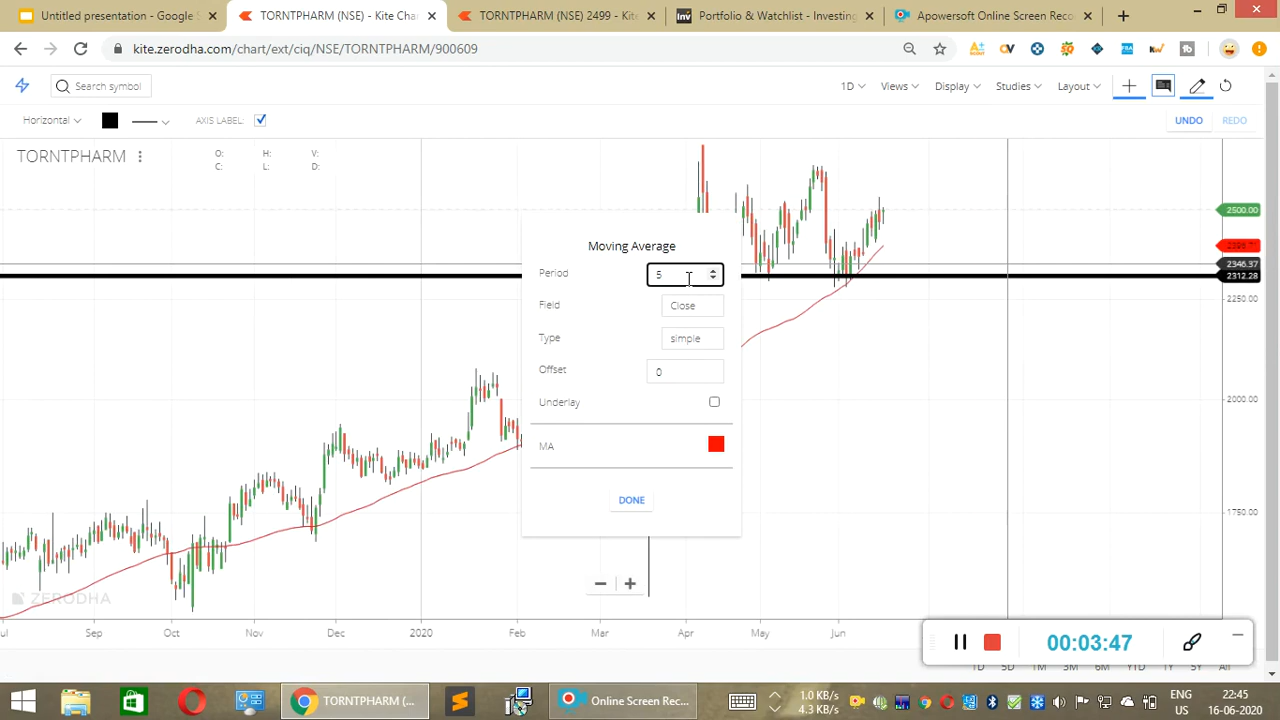 Untitled presentation - Google S
TORNTPHARM (NSE) - Kite Cha
TORNTPHARM (NSE) 2499 - Kite
Portfolio & Watchlist - Investing
Apowersoft Online Screen Reco
kite.zerodha.com/chart/ext/ciq/NSE/TORNTPHARM/900609
Search symbol
1D
Views
Display
Studies
Layout
Horizontal
AXIS LABEL:
UNDO
REDO
TORNTPHARM
O: H: V:
C: L: D:
2500.00
2346.37
2312.28
2250.00
2000.00
1750.00
Moving Average
Period 5
Field Close
Type simple
Offset 0
Underlay
MA
DONE
ZERODHA
Sep Oct Nov Dec 2020 Feb Mar Apr May Jun
00:03:47
1D 5D 1M 3M 6M YTD 1Y 5Y All
TORNTPHARM (...
Online Screen Rec...
1.0 KB/s
4.3 KB/s
ENG
US
22:45
16-06-2020